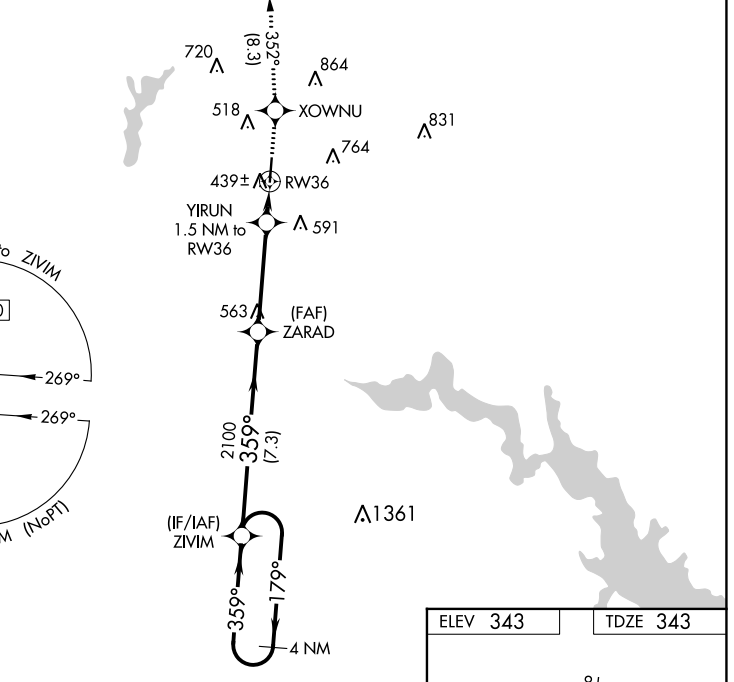 352°
(8.3)
720
864
518
XOWNU
831
764
439±
RW36
YIRUN
1.5 NM to
RW36
591
to ZIVIM
563
(FAF)
ZARAD
269°
269°
2100
359°
(7.3)
(NoPT)
(IF/IAF)
ZIVIM
1361
359°
179°
4 NM
ELEV 343
TDZE 343